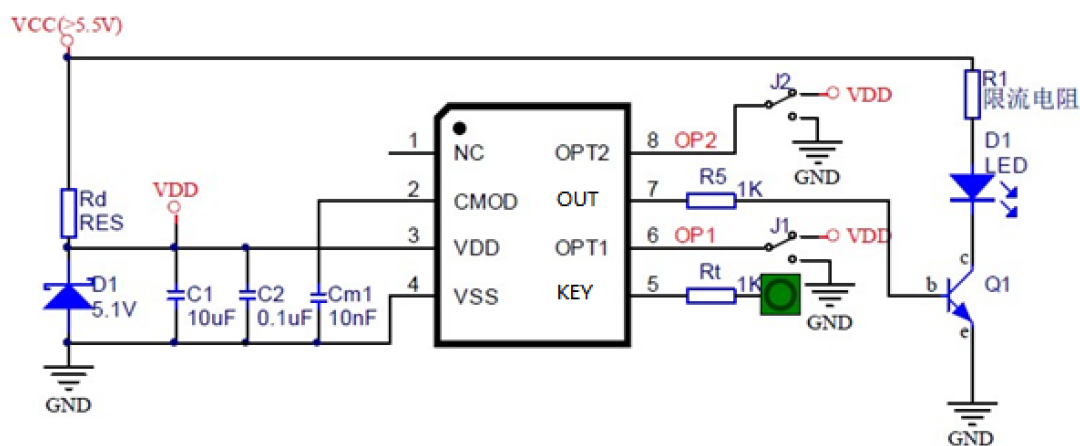 VCC(>5.5V)
Rd
RES
VDD
D1
5.1V
C1
10uF
C2
0.1uF
Cm1
10nF
GND
1
NC
2
CMOD
3
VDD
4
VSS
OPT2
8
OP2
OUT
7
R5
1K
OPT1
6
OP1
KEY
5
Rt
1K
J2
VDD
GND
J1
VDD
GND
R1
限流电阻
D1
LED
c
b
Q1
e
GND